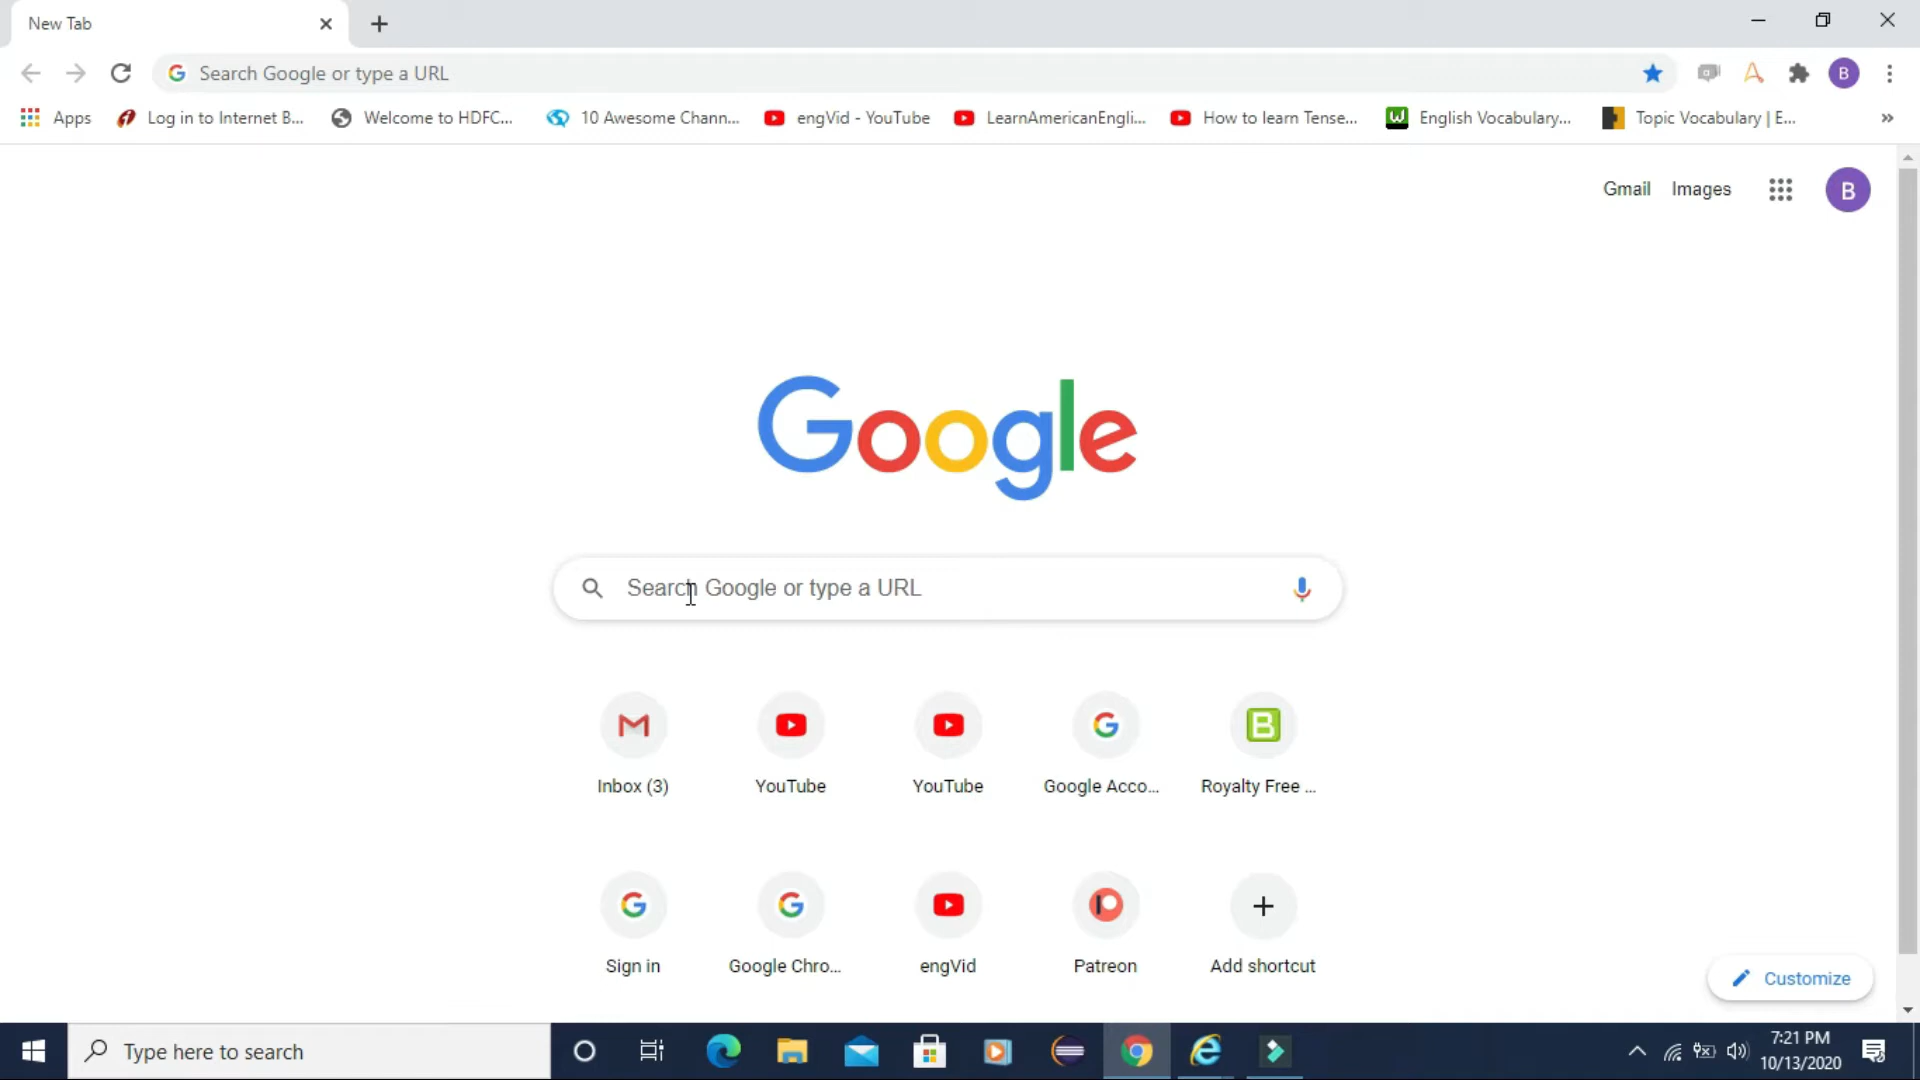 New Tab
Search Google or type a URL
Apps
Log in to Internet B...
Welcome to HDFC...
10 Awesome Chann...
engVid - YouTube
LearnAmericanEngli...
How to learn Tense...
English Vocabulary...
Topic Vocabulary | E...
»
B
Gmail
Images
B
Google
Search Google or type a URL
Inbox (3)
YouTube
YouTube
Google Acco...
Royalty Free ...
Sign in
Google Chro...
engVid
Patreon
Add shortcut
Customize
Type here to search
7:21 PM
10/13/2020